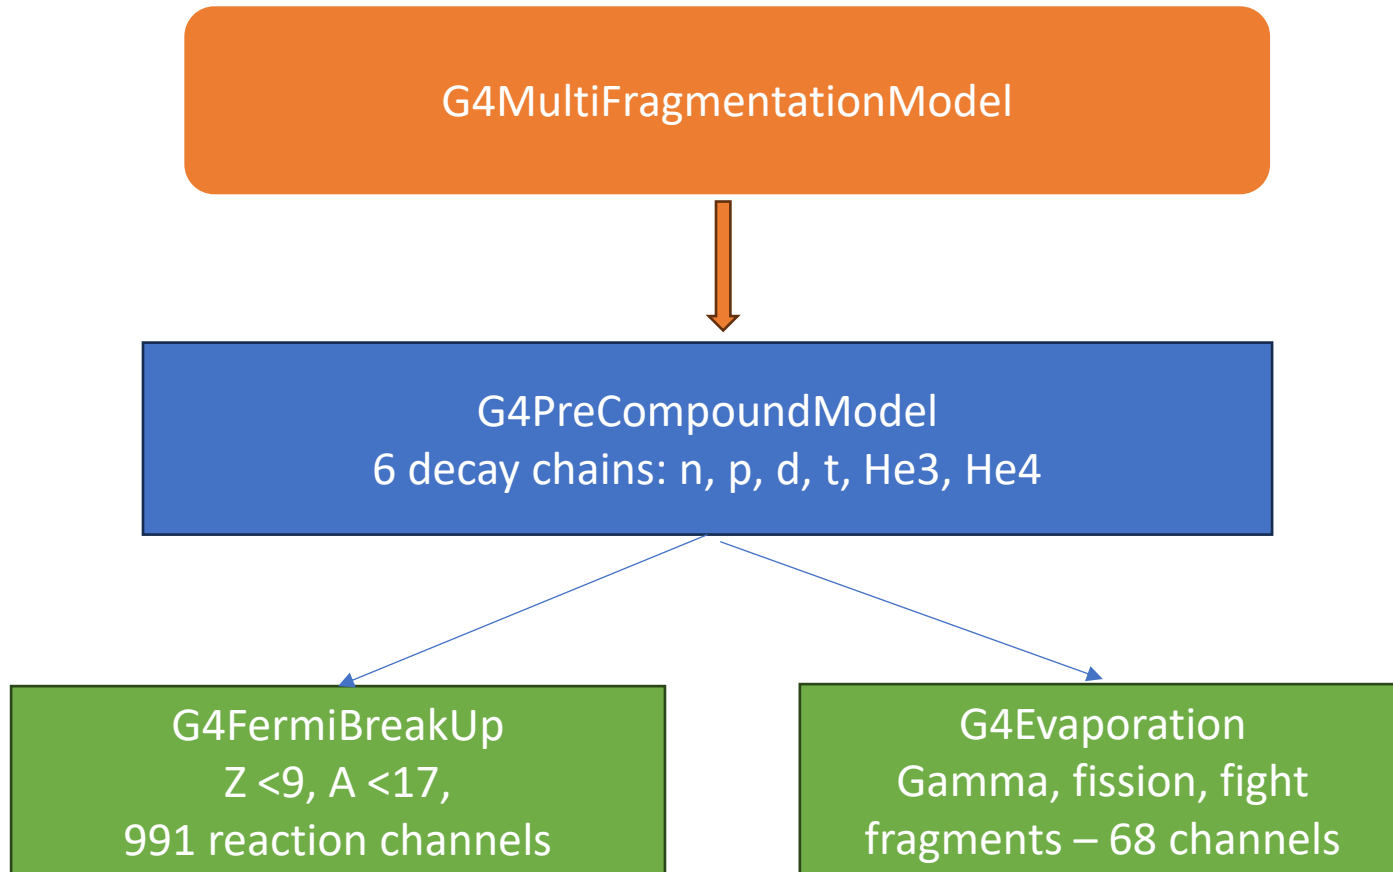 G4MultiFragmentationModel
G4PreCompoundModel
6 decay chains: n, p, d, t, He3, He4
G4FermiBreakUp
Z <9, A <17,
991 reaction channels
G4Evaporation
Gamma, fission, fight
fragments – 68 channels